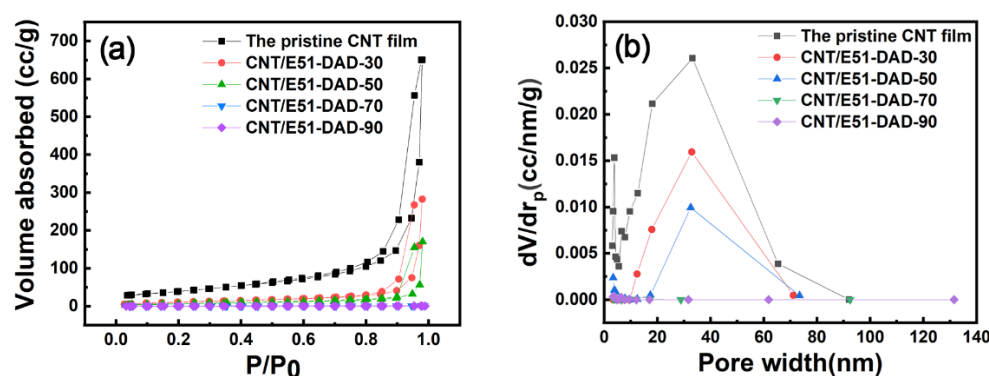 (a)
The pristine CNT film
CNT/E51-DAD-30
CNT/E51-DAD-50
CNT/E51-DAD-70
CNT/E51-DAD-90
Volume absorbed (cc/g)
700
600
500
400
300
200
100
0
0.0 0.2 0.4 0.6 0.8 1.0
P/P0
(b)
The pristine CNT film
CNT/E51-DAD-30
CNT/E51-DAD-50
CNT/E51-DAD-70
CNT/E51-DAD-90
dV/drp(cc/nm/g)
0.030
0.025
0.020
0.015
0.010
0.005
0.000
0 20 40 60 80 100 120 140
Pore width(nm)